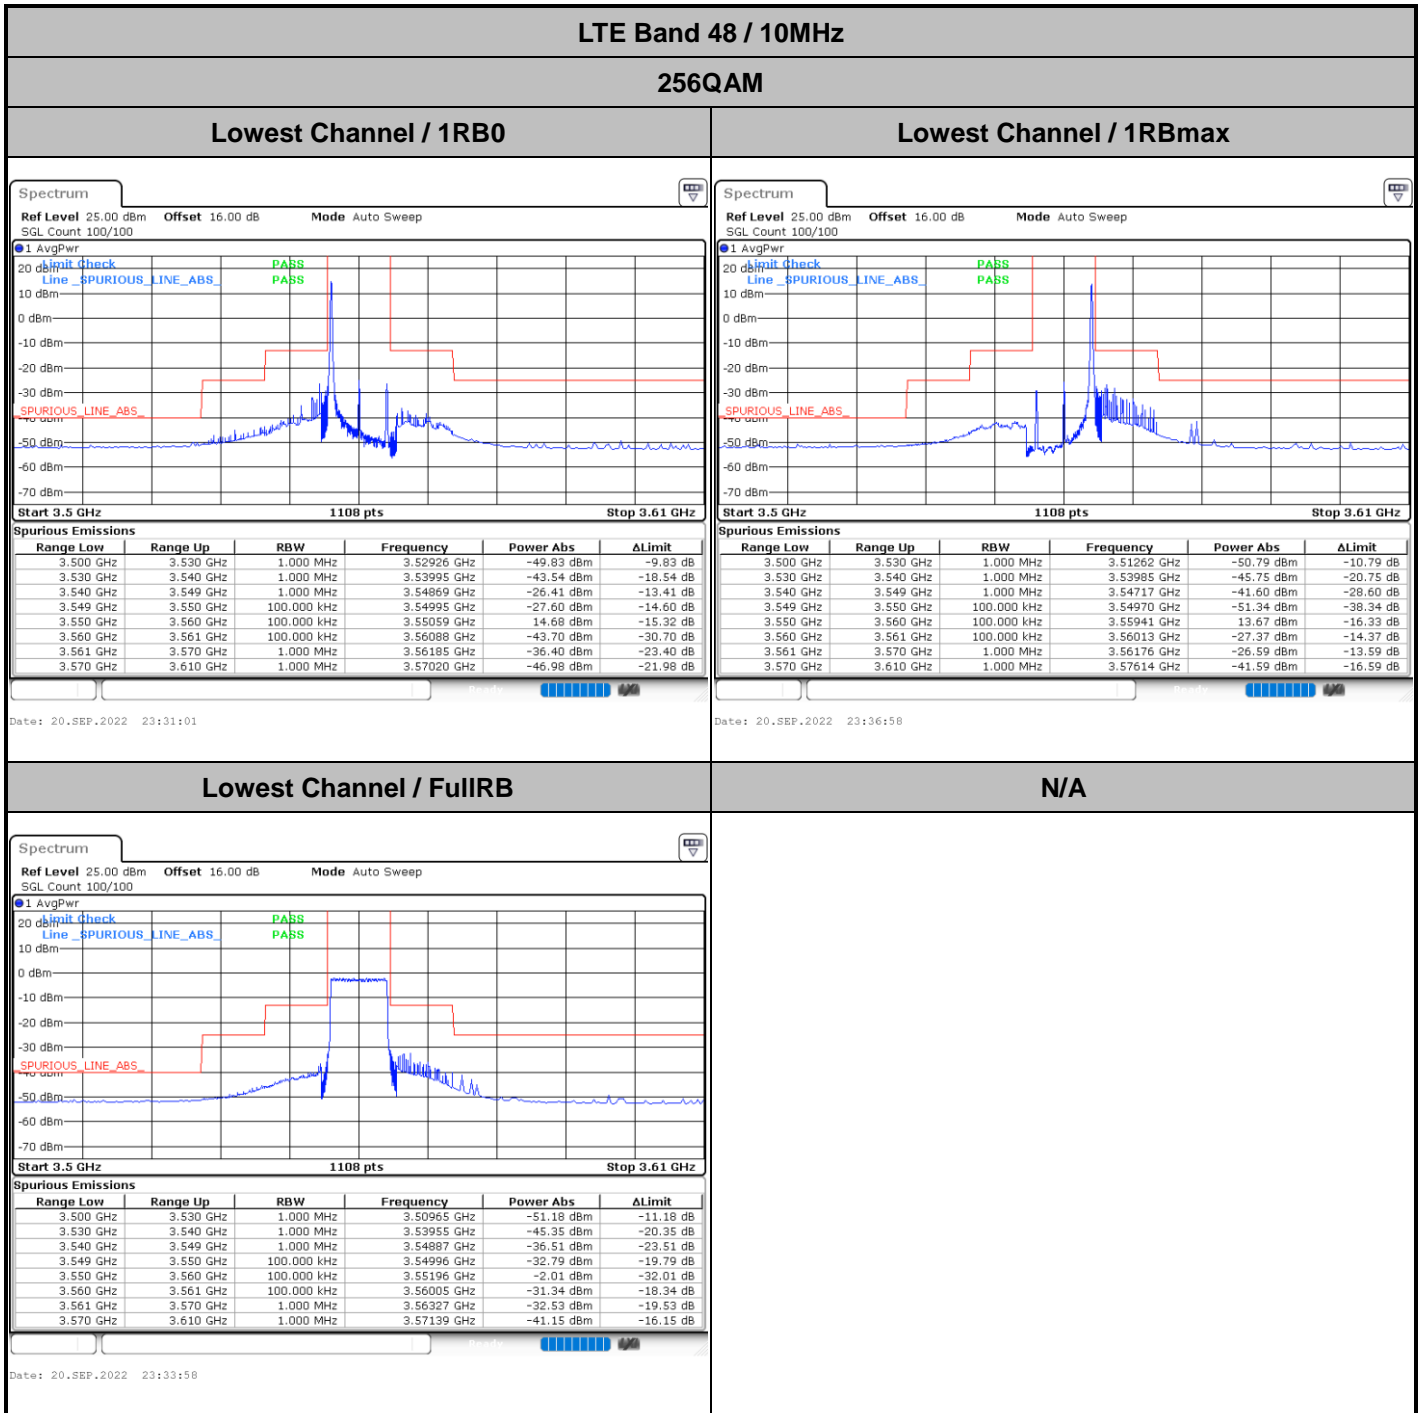 LTE Band 48 / 10MHz
256QAM
Lowest Channel / 1RB0
Lowest Channel / 1RBmax
Spectrum
Ref Level 25.00 dBm Offset 16.00 dB Mode Auto Sweep
SGL Count 100/100
1 AvgPwr
Limit Check PASS
20 dBm
Line _SPURIOUS_LINE_ABS_ PASS
10 dBm
0 dBm
-10 dBm
-20 dBm
-30 dBm
_SPURIOUS_LINE_ABS_
-40 dBm
-50 dBm
-60 dBm
-70 dBm
Start 3.5 GHz 1108 pts Stop 3.61 GHz
Spurious Emissions
Range Low Range Up RBW Frequency Power Abs ΔLimit
3.500 GHz 3.530 GHz 1.000 MHz 3.52926 GHz -49.83 dBm -9.83 dB
3.530 GHz 3.540 GHz 1.000 MHz 3.53995 GHz -43.54 dBm -18.54 dB
3.540 GHz 3.549 GHz 1.000 MHz 3.54869 GHz -26.41 dBm -13.41 dB
3.549 GHz 3.550 GHz 100.000 kHz 3.54995 GHz -27.60 dBm -14.60 dB
3.550 GHz 3.560 GHz 100.000 kHz 3.55059 GHz 14.68 dBm -15.32 dB
3.560 GHz 3.561 GHz 100.000 kHz 3.56088 GHz -43.70 dBm -30.70 dB
3.561 GHz 3.570 GHz 1.000 MHz 3.56185 GHz -36.40 dBm -23.40 dB
3.570 GHz 3.610 GHz 1.000 MHz 3.57020 GHz -46.98 dBm -21.98 dB
Ready
Date: 20.SEP.2022 23:31:01
Spectrum
Ref Level 25.00 dBm Offset 16.00 dB Mode Auto Sweep
SGL Count 100/100
1 AvgPwr
Limit Check PASS
20 dBm
Line _SPURIOUS_LINE_ABS_ PASS
10 dBm
0 dBm
-10 dBm
-20 dBm
-30 dBm
_SPURIOUS_LINE_ABS_
-40 dBm
-50 dBm
-60 dBm
-70 dBm
Start 3.5 GHz 1108 pts Stop 3.61 GHz
Spurious Emissions
Range Low Range Up RBW Frequency Power Abs ΔLimit
3.500 GHz 3.530 GHz 1.000 MHz 3.51262 GHz -50.79 dBm -10.79 dB
3.530 GHz 3.540 GHz 1.000 MHz 3.53985 GHz -45.75 dBm -20.75 dB
3.540 GHz 3.549 GHz 1.000 MHz 3.54717 GHz -41.60 dBm -28.60 dB
3.549 GHz 3.550 GHz 100.000 kHz 3.54970 GHz -51.34 dBm -38.34 dB
3.550 GHz 3.560 GHz 100.000 kHz 3.55941 GHz 13.67 dBm -16.33 dB
3.560 GHz 3.561 GHz 100.000 kHz 3.56013 GHz -27.37 dBm -14.37 dB
3.561 GHz 3.570 GHz 1.000 MHz 3.56176 GHz -26.59 dBm -13.59 dB
3.570 GHz 3.610 GHz 1.000 MHz 3.57614 GHz -41.59 dBm -16.59 dB
Ready
Date: 20.SEP.2022 23:36:58
Lowest Channel / FullRB
N/A
Spectrum
Ref Level 25.00 dBm Offset 16.00 dB Mode Auto Sweep
SGL Count 100/100
1 AvgPwr
Limit Check PASS
20 dBm
Line _SPURIOUS_LINE_ABS_ PASS
10 dBm
0 dBm
-10 dBm
-20 dBm
-30 dBm
_SPURIOUS_LINE_ABS_
-40 dBm
-50 dBm
-60 dBm
-70 dBm
Start 3.5 GHz 1108 pts Stop 3.61 GHz
Spurious Emissions
Range Low Range Up RBW Frequency Power Abs ΔLimit
3.500 GHz 3.530 GHz 1.000 MHz 3.50965 GHz -51.18 dBm -11.18 dB
3.530 GHz 3.540 GHz 1.000 MHz 3.53955 GHz -45.35 dBm -20.35 dB
3.540 GHz 3.549 GHz 1.000 MHz 3.54887 GHz -36.51 dBm -23.51 dB
3.549 GHz 3.550 GHz 100.000 kHz 3.54996 GHz -32.79 dBm -19.79 dB
3.550 GHz 3.560 GHz 100.000 kHz 3.55196 GHz -2.01 dBm -32.01 dB
3.560 GHz 3.561 GHz 100.000 kHz 3.56005 GHz -31.34 dBm -18.34 dB
3.561 GHz 3.570 GHz 1.000 MHz 3.56327 GHz -32.53 dBm -19.53 dB
3.570 GHz 3.610 GHz 1.000 MHz 3.57139 GHz -41.15 dBm -16.15 dB
Ready
Date: 20.SEP.2022 23:33:58